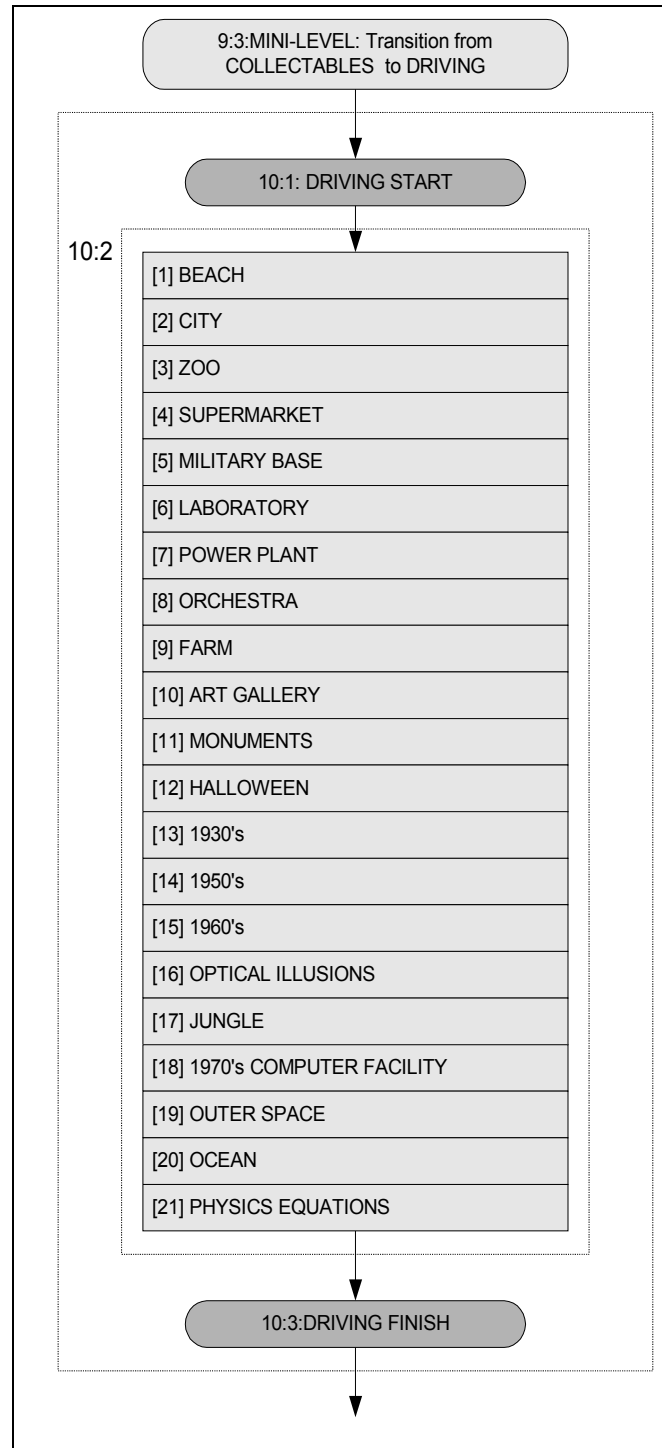 9:3:MINI-LEVEL: Transition from
COLLECTABLES to DRIVING
10:1: DRIVING START
10:2
[1] BEACH
[2] CITY
[3] ZOO
[4] SUPERMARKET
[5] MILITARY BASE
[6] LABORATORY
[7] POWER PLANT
[8] ORCHESTRA
[9] FARM
[10] ART GALLERY
[11] MONUMENTS
[12] HALLOWEEN
[13] 1930's
[14] 1950's
[15] 1960's
[16] OPTICAL ILLUSIONS
[17] JUNGLE
[18] 1970's COMPUTER FACILITY
[19] OUTER SPACE
[20] OCEAN
[21] PHYSICS EQUATIONS
10:3:DRIVING FINISH